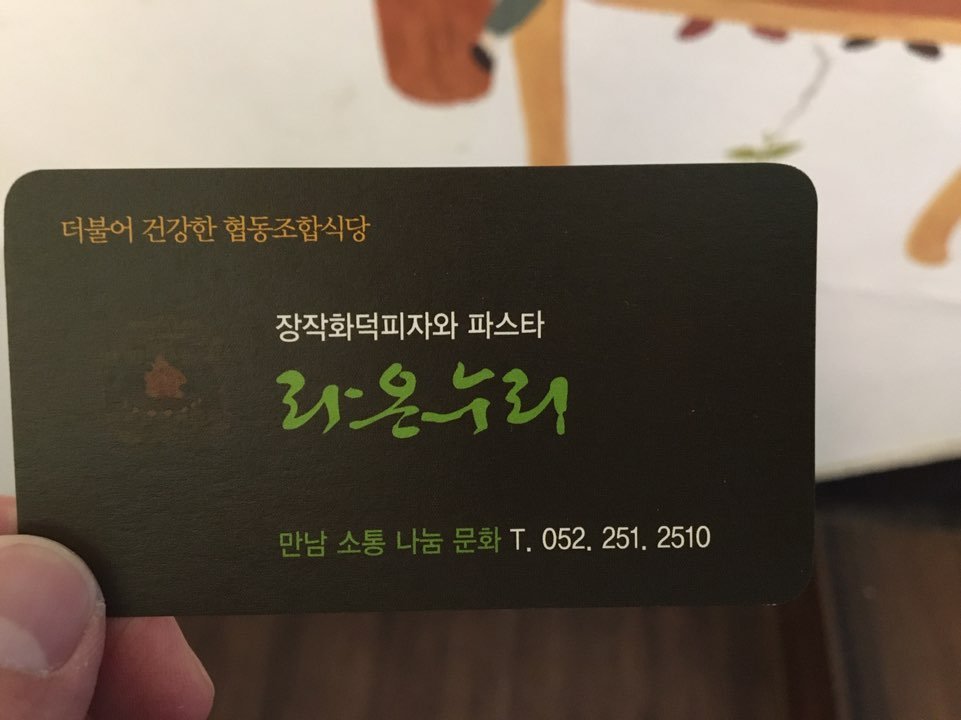 더불어 건강한 협동조합식당
장작화덕피자와 파스타
라온누리
만남 소통 나눔 문화 T. 052. 251. 2510